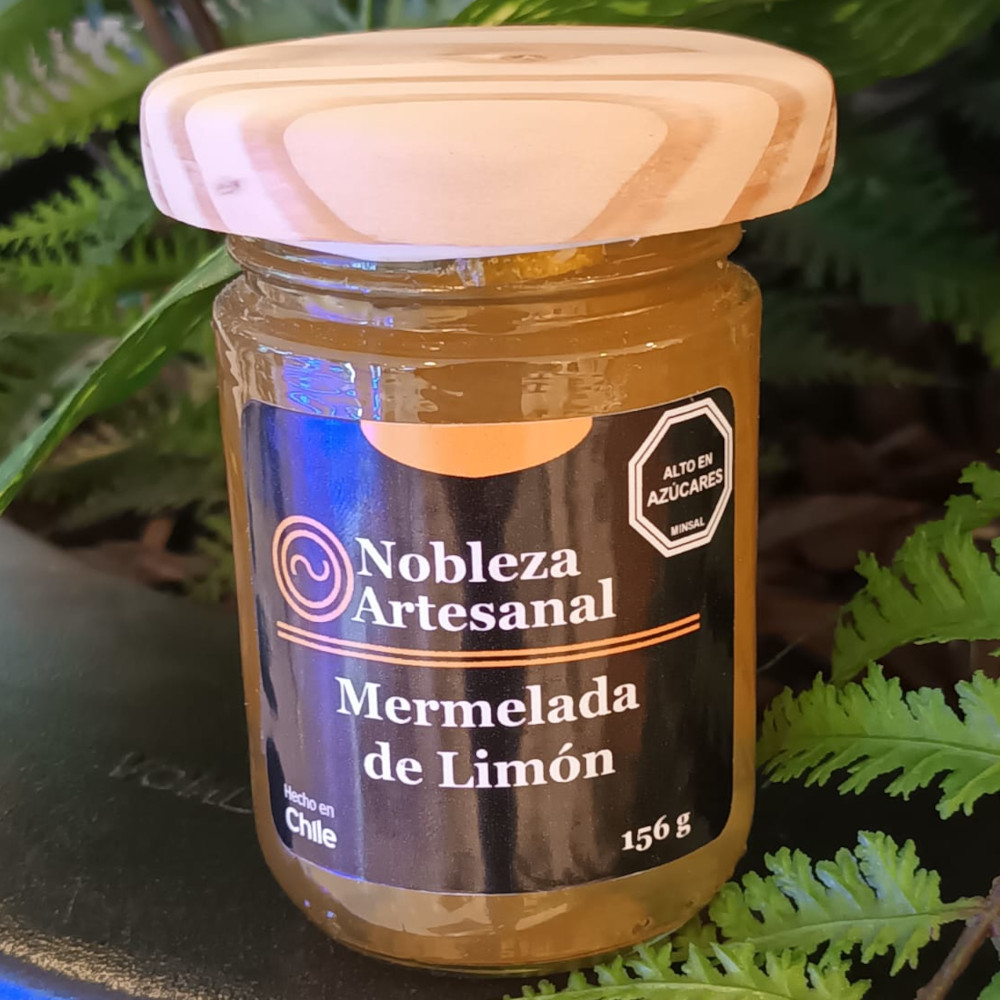 ALTO EN
AZÚCARES
MINSAL
Nobleza
Artesanal
Mermelada
de Limón
Hecho en
Chile
156 g